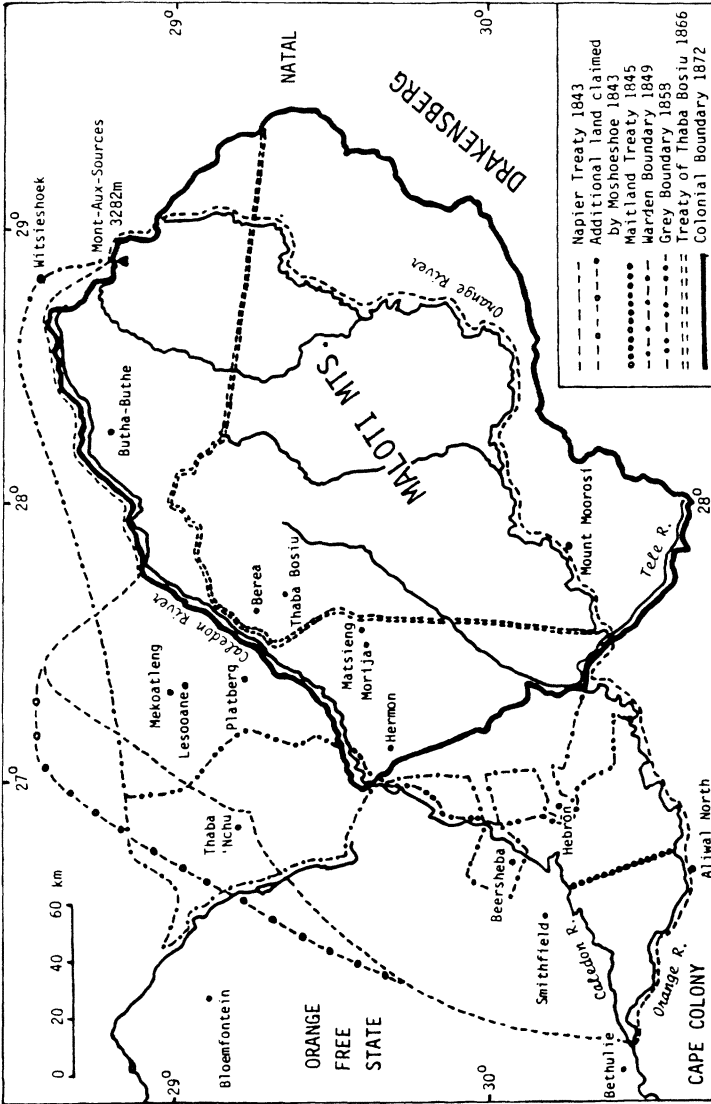 29°
30°
NATAL
DRAKENSBERG
Witsieshoek
Mont-Aux-Sources
3282m
29°
Orange River
Butha-Buthe
MALOTI MTS.
28°
Caledon River
Berea
Thaba Bosiu
Mount Moorosi
Tele R.
28°
Mekoatleng
Lesooane
Platberg
Matsieng
Morija
Hermon
27°
Thaba
'Nchu
Beersheba
Hebron
Aliwal North
Smithfield
Caledon R.
Orange R.
Bloemfontein
ORANGE
FREE
STATE
Bethulie
CAPE COLONY
0 20 40 60 km
29°
30°
Napier Treaty 1843
Additional land claimed
by Moshoeshoe 1843
Maitland Treaty 1845
Warden Boundary 1849
Grey Boundary 1858
Treaty of Thaba Bosiu 1866
Colonial Boundary 1872